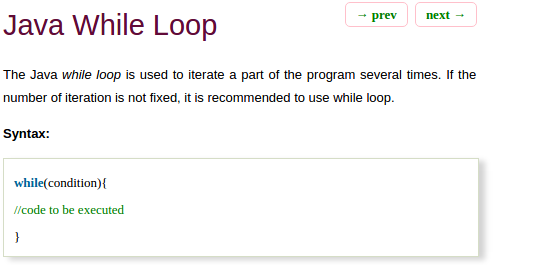 Java While Loop
→ prev
next →
The Java while loop is used to iterate a part of the program several times. If the
number of iteration is not fixed, it is recommended to use while loop.
Syntax:
while(condition){
//code to be executed
}